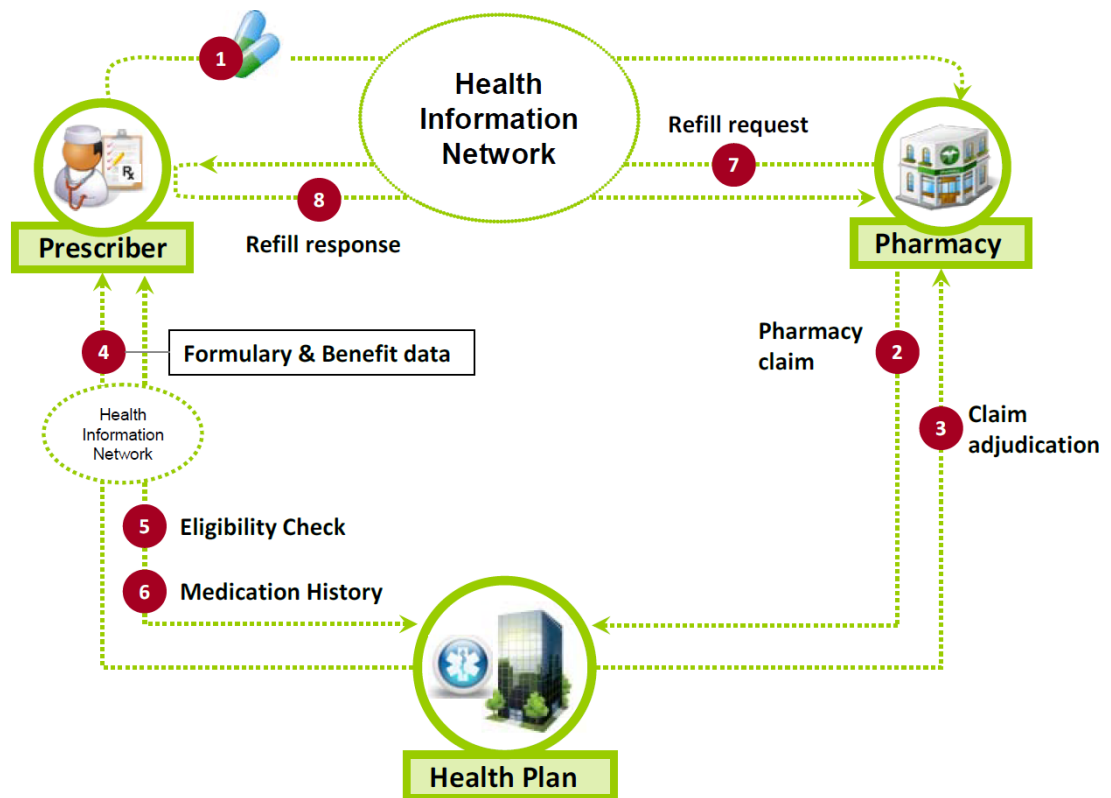 1
Health
Information
Network
Refill request
7
8
Refill response
Rx
Prescriber
Pharmacy
4
Formulary & Benefit data
Pharmacy
claim
2
Health
Information
Network
3
Claim
adjudication
5
Eligibility Check
6
Medication History
Health Plan